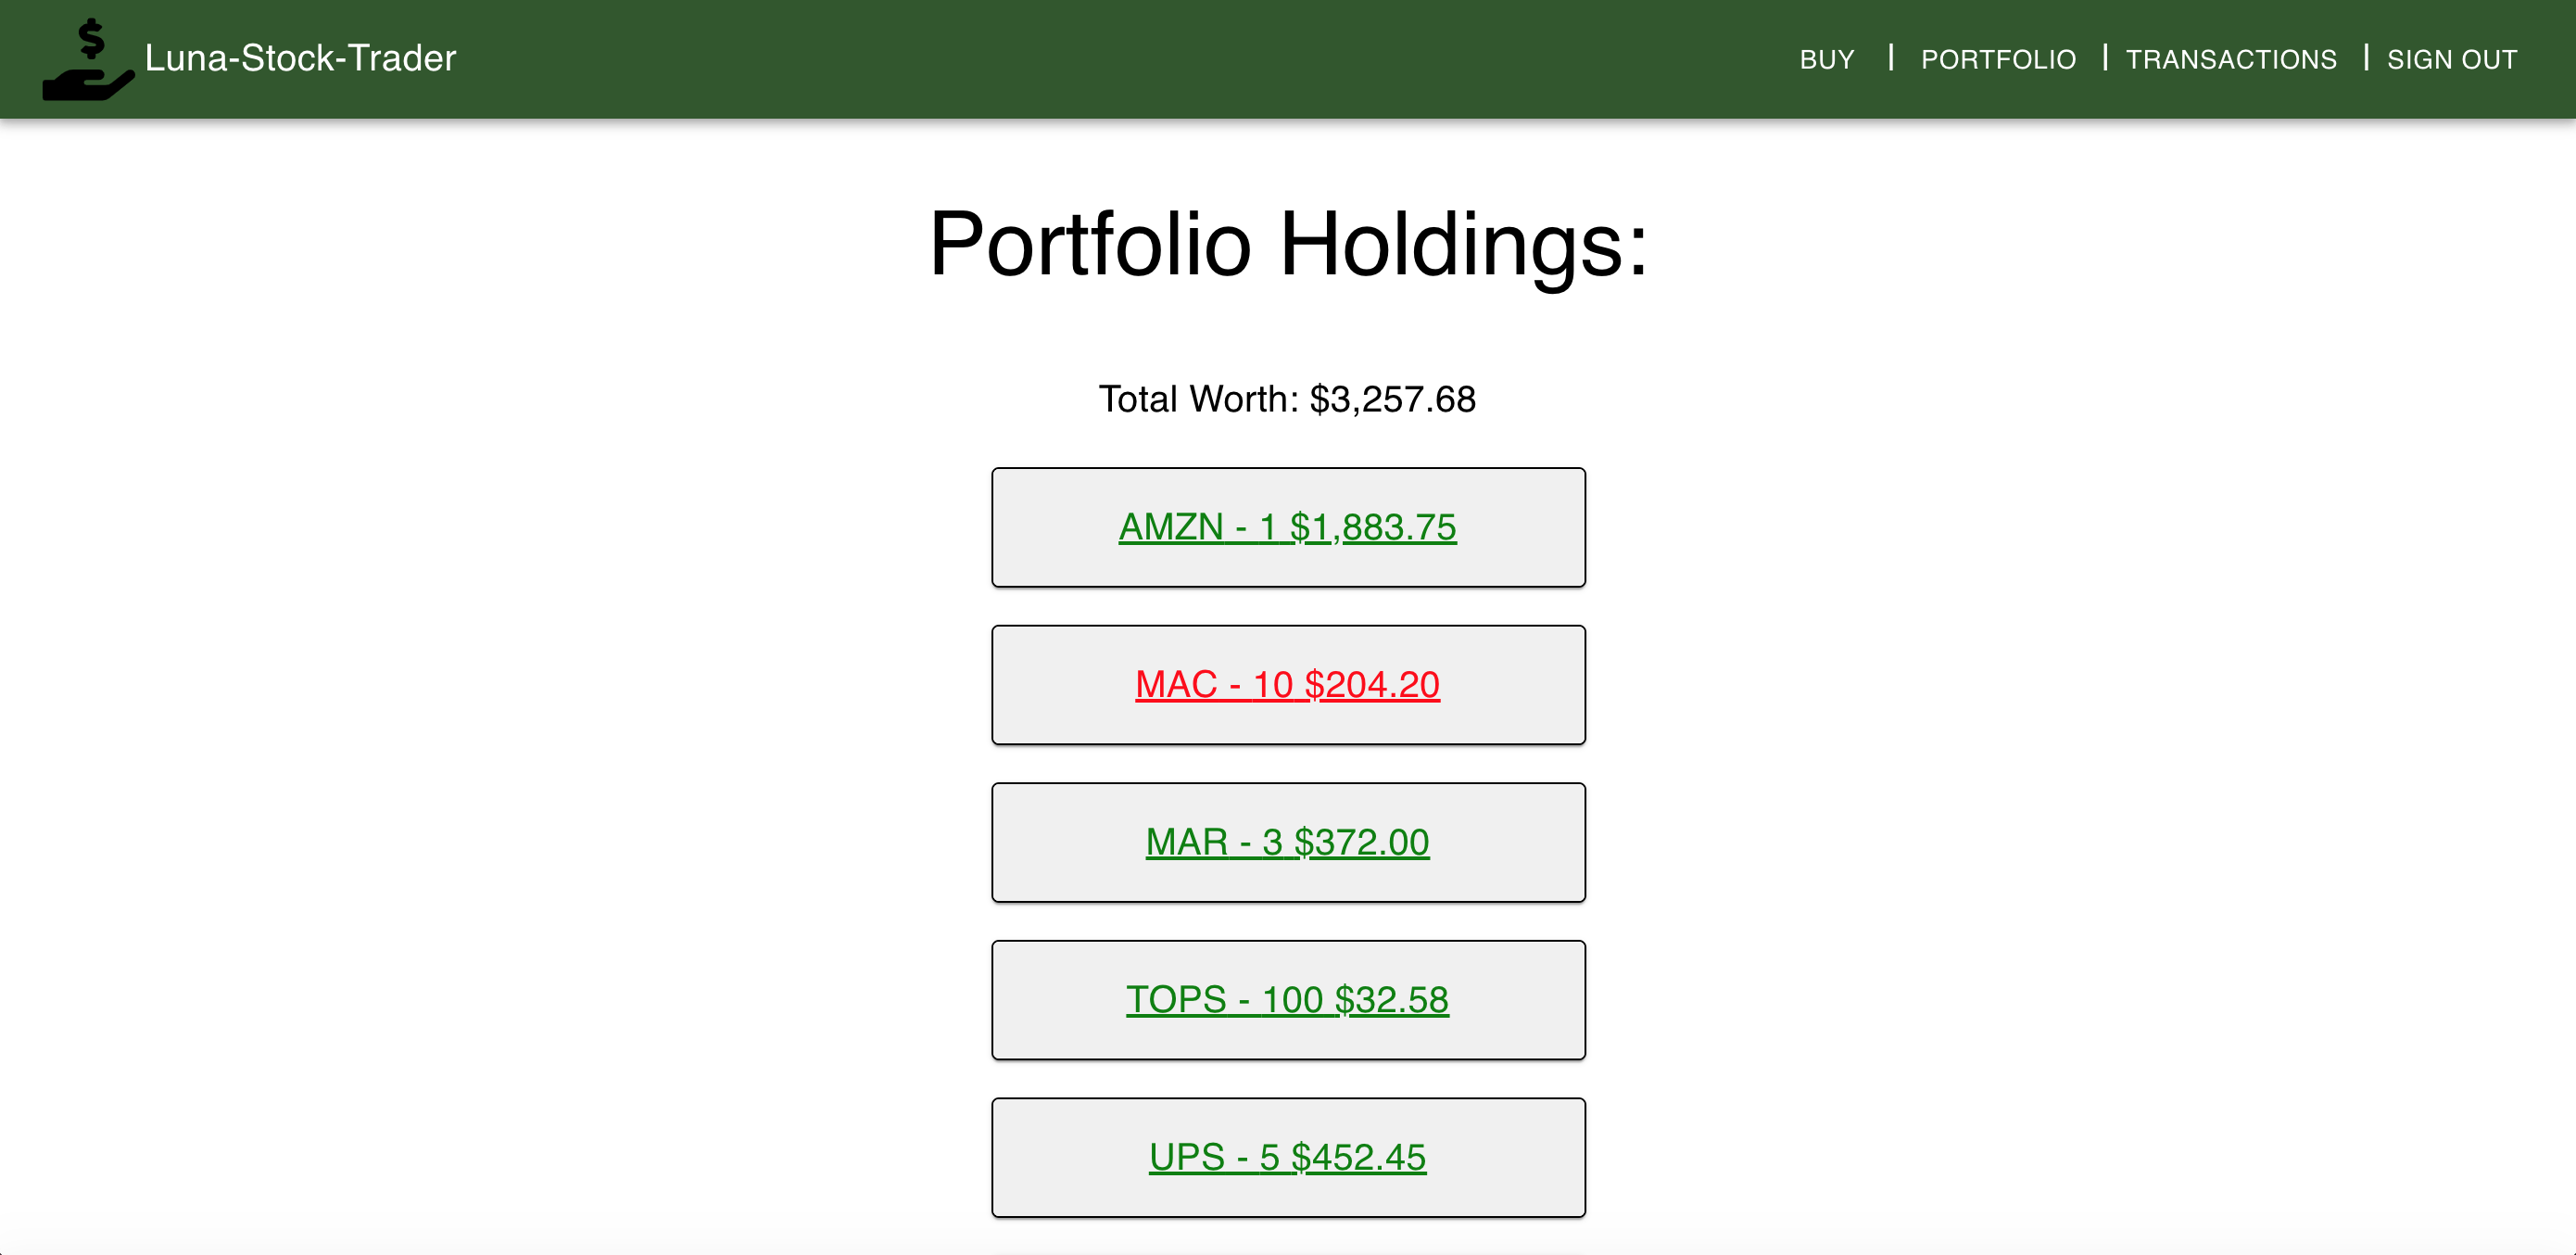 $
Luna-Stock-Trader
BUY | PORTFOLIO | TRANSACTIONS | SIGN OUT
Portfolio Holdings:
Total Worth: $3,257.68
AMZN - 1 $1,883.75
MAC - 10 $204.20
MAR - 3 $372.00
TOPS - 100 $32.58
UPS - 5 $452.45